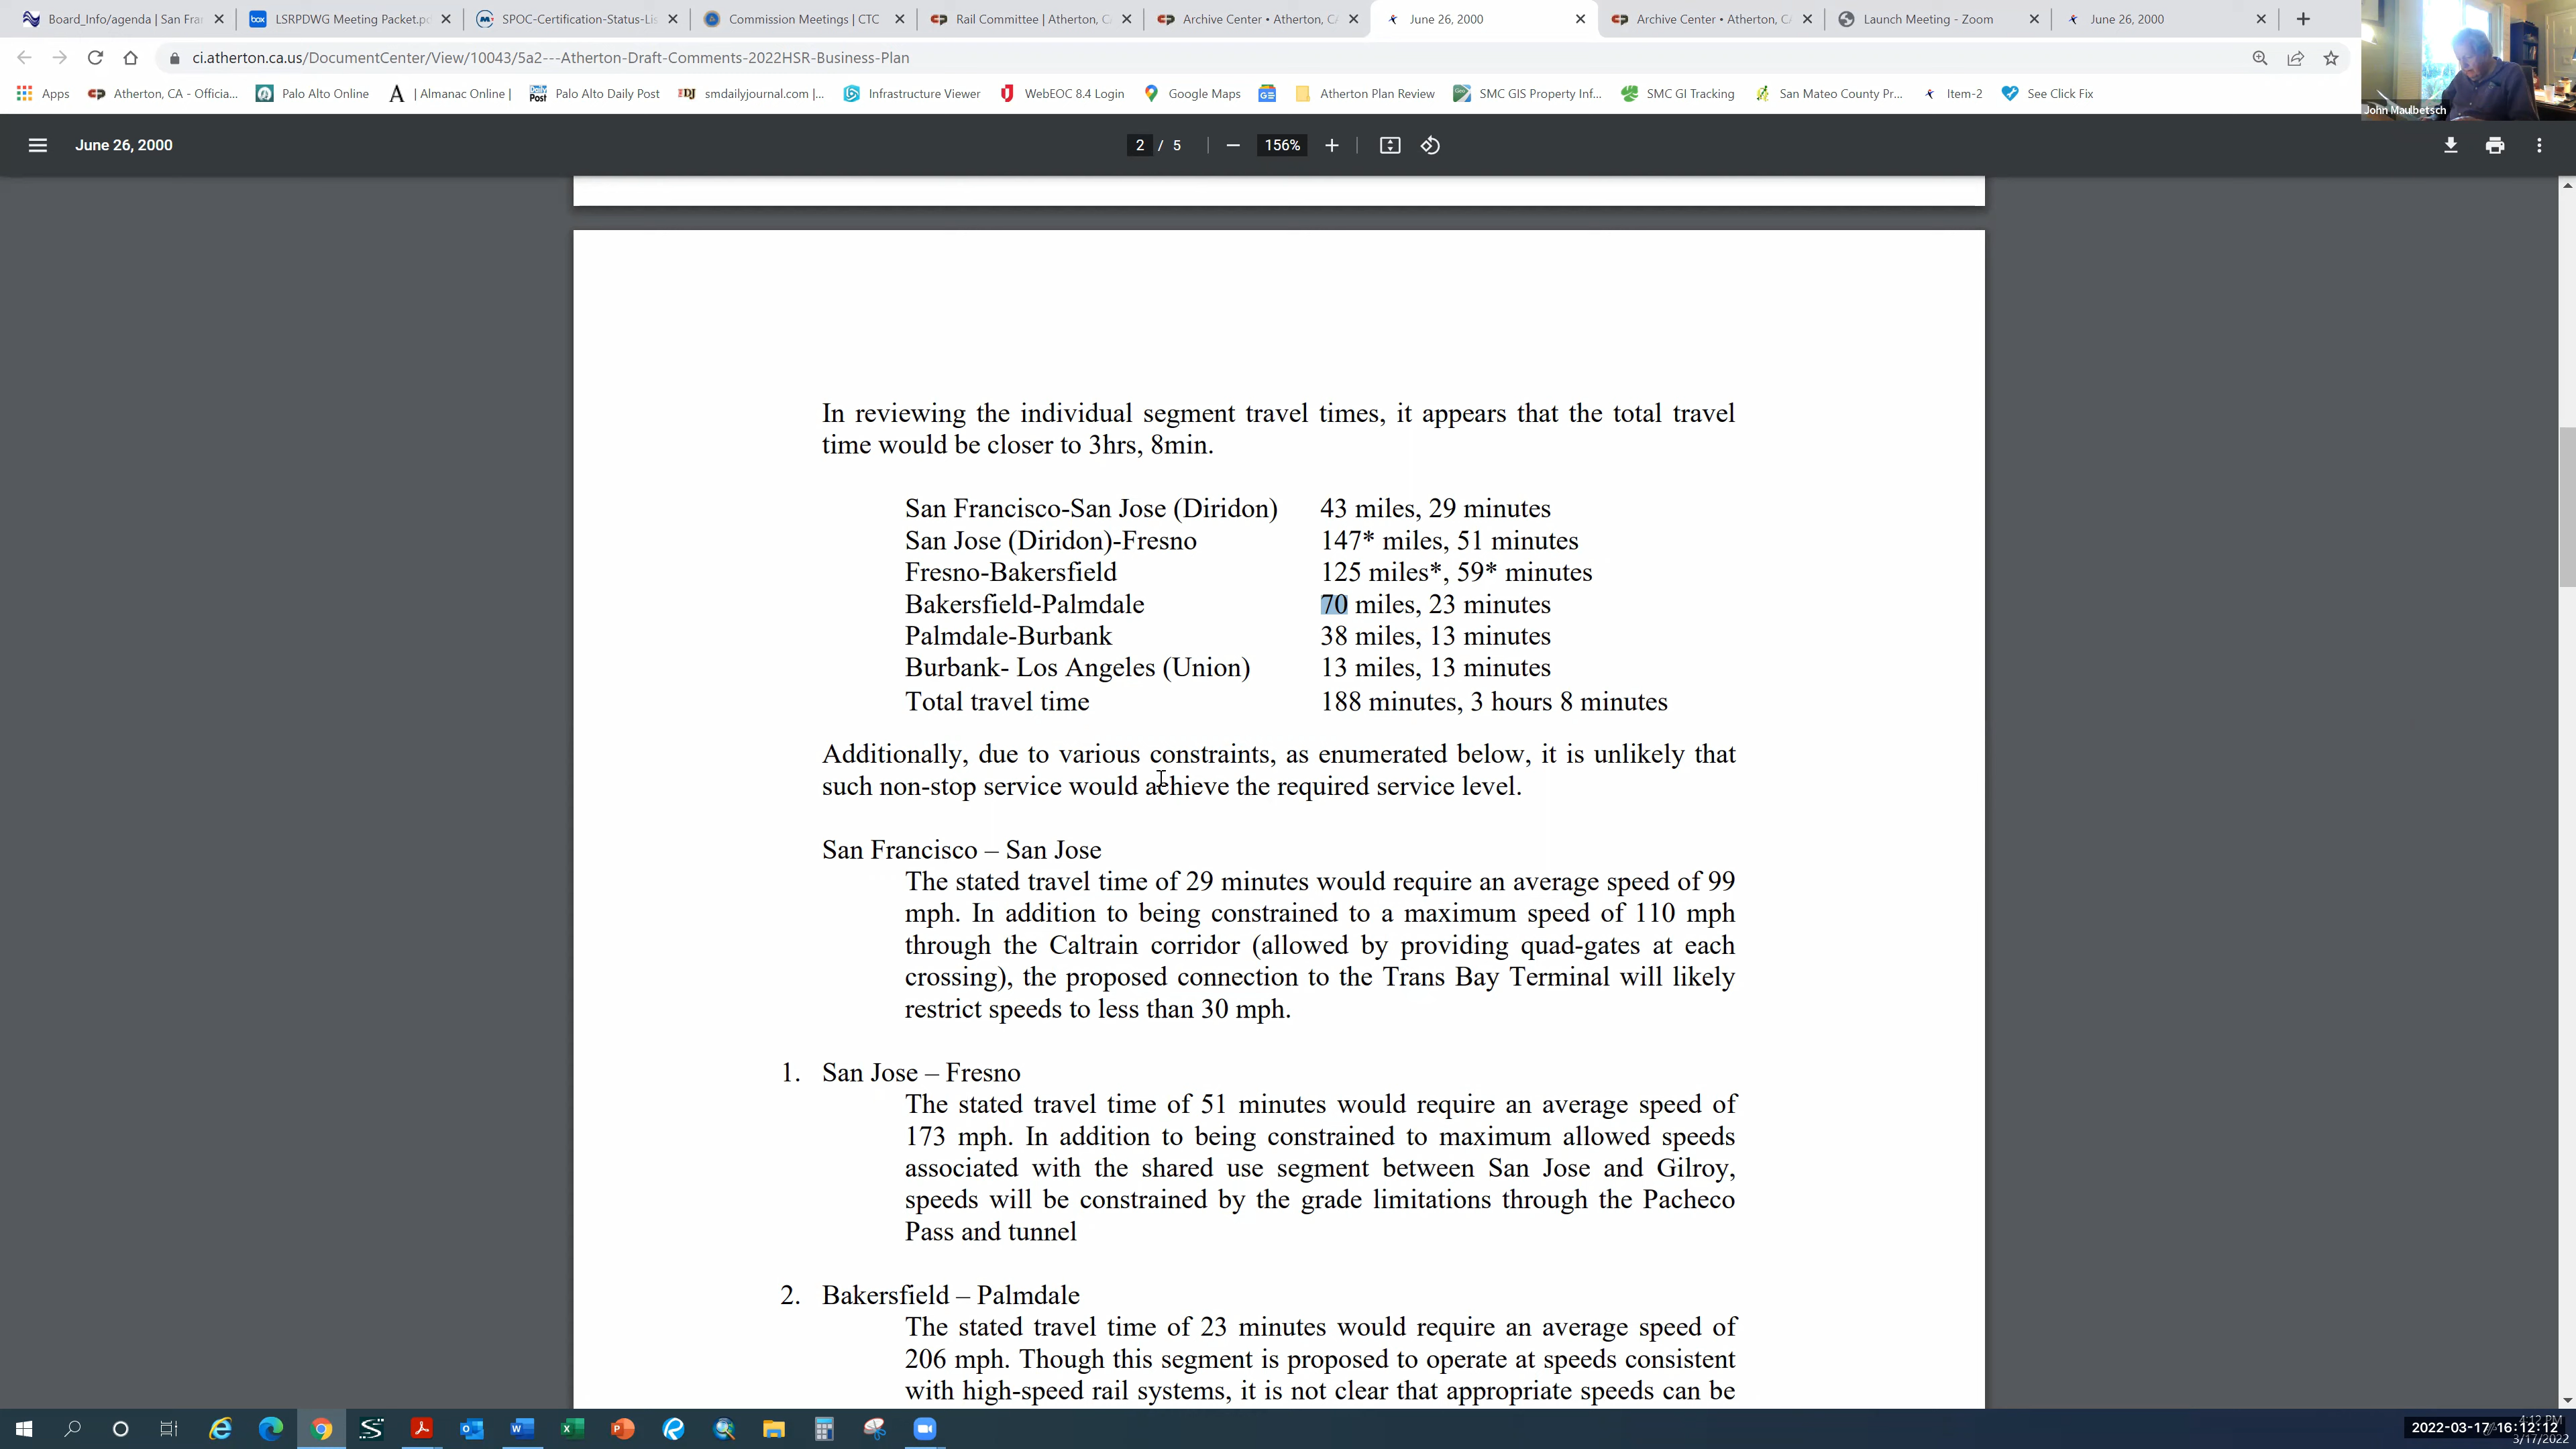 Board_Info/agenda | San Fra
LSRPDWG Meeting Packet.p
SPOC-Certification-Status-Lis
Commission Meetings | CTC
Rail Committee | Atherton, C
Archive Center • Atherton, CA
June 26, 2000
Archive Center • Atherton, C
Launch Meeting - Zoom
June 26, 2000
ci.atherton.ca.us/DocumentCenter/View/10043/5a2---Atherton-Draft-Comments-2022HSR-Business-Plan
Apps
Atherton, CA - Officia...
Palo Alto Online
| Almanac Online |
Palo Alto Daily Post
smdailyjournal.com |...
Infrastructure Viewer
WebEOC 8.4 Login
Google Maps
Atherton Plan Review
SMC GIS Property Inf...
SMC GI Tracking
San Mateo County Pr...
Item-2
See Click Fix
John Maulbetsch
June 26, 2000
2 / 5
156%
In reviewing the individual segment travel times, it appears that the total travel
time would be closer to 3hrs, 8min.
San Francisco-San Jose (Diridon) 43 miles, 29 minutes
San Jose (Diridon)-Fresno 147* miles, 51 minutes
Fresno-Bakersfield 125 miles*, 59* minutes
Bakersfield-Palmdale 70 miles, 23 minutes
Palmdale-Burbank 38 miles, 13 minutes
Burbank- Los Angeles (Union) 13 miles, 13 minutes
Total travel time 188 minutes, 3 hours 8 minutes
Additionally, due to various constraints, as enumerated below, it is unlikely that
such non-stop service would achieve the required service level.
San Francisco – San Jose
The stated travel time of 29 minutes would require an average speed of 99
mph. In addition to being constrained to a maximum speed of 110 mph
through the Caltrain corridor (allowed by providing quad-gates at each
crossing), the proposed connection to the Trans Bay Terminal will likely
restrict speeds to less than 30 mph.
1. San Jose – Fresno
The stated travel time of 51 minutes would require an average speed of
173 mph. In addition to being constrained to maximum allowed speeds
associated with the shared use segment between San Jose and Gilroy,
speeds will be constrained by the grade limitations through the Pacheco
Pass and tunnel
2. Bakersfield – Palmdale
The stated travel time of 23 minutes would require an average speed of
206 mph. Though this segment is proposed to operate at speeds consistent
with high-speed rail systems, it is not clear that appropriate speeds can be
4:12 PM
2022-03-17 16:12:12
3/17/2022